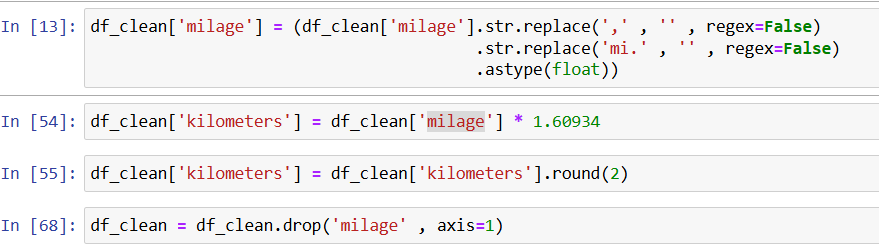 In [13]: df_clean['milage'] = (df_clean['milage'].str.replace(',' , '' , regex=False)
.str.replace('mi.' , '' , regex=False)
.astype(float))
In [54]: df_clean['kilometers'] = df_clean['milage'] * 1.60934
In [55]: df_clean['kilometers'] = df_clean['kilometers'].round(2)
In [68]: df_clean = df_clean.drop('milage' , axis=1)